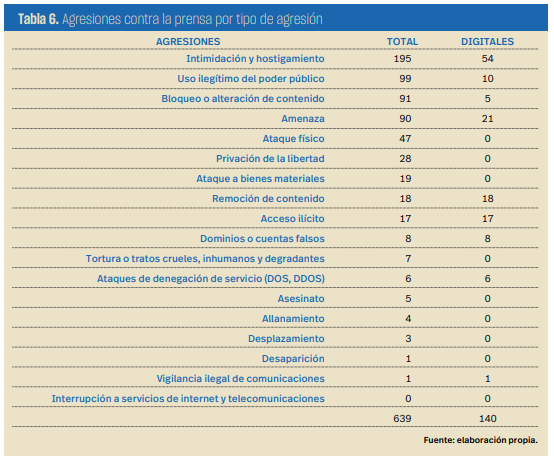 Tabla 6. Agresiones contra la prensa por tipo de agresión
AGRESIONES TOTAL DIGITALES
Intimidación y hostigamiento 195 54
Uso ilegítimo del poder público 99 10
Bloqueo o alteración de contenido 91 5
Amenaza 90 21
Ataque físico 47 0
Privación de la libertad 28 0
Ataque a bienes materiales 19 0
Remoción de contenido 18 18
Acceso ilícito 17 17
Dominios o cuentas falsos 8 8
Tortura o tratos crueles, inhumanos y degradantes 7 0
Ataques de denegación de servicio (DOS, DDOS) 6 6
Asesinato 5 0
Allanamiento 4 0
Desplazamiento 3 0
Desaparición 1 0
Vigilancia ilegal de comunicaciones 1 1
Interrupción a servicios de internet y telecomunicaciones 0 0
639 140
Fuente: elaboración propia.